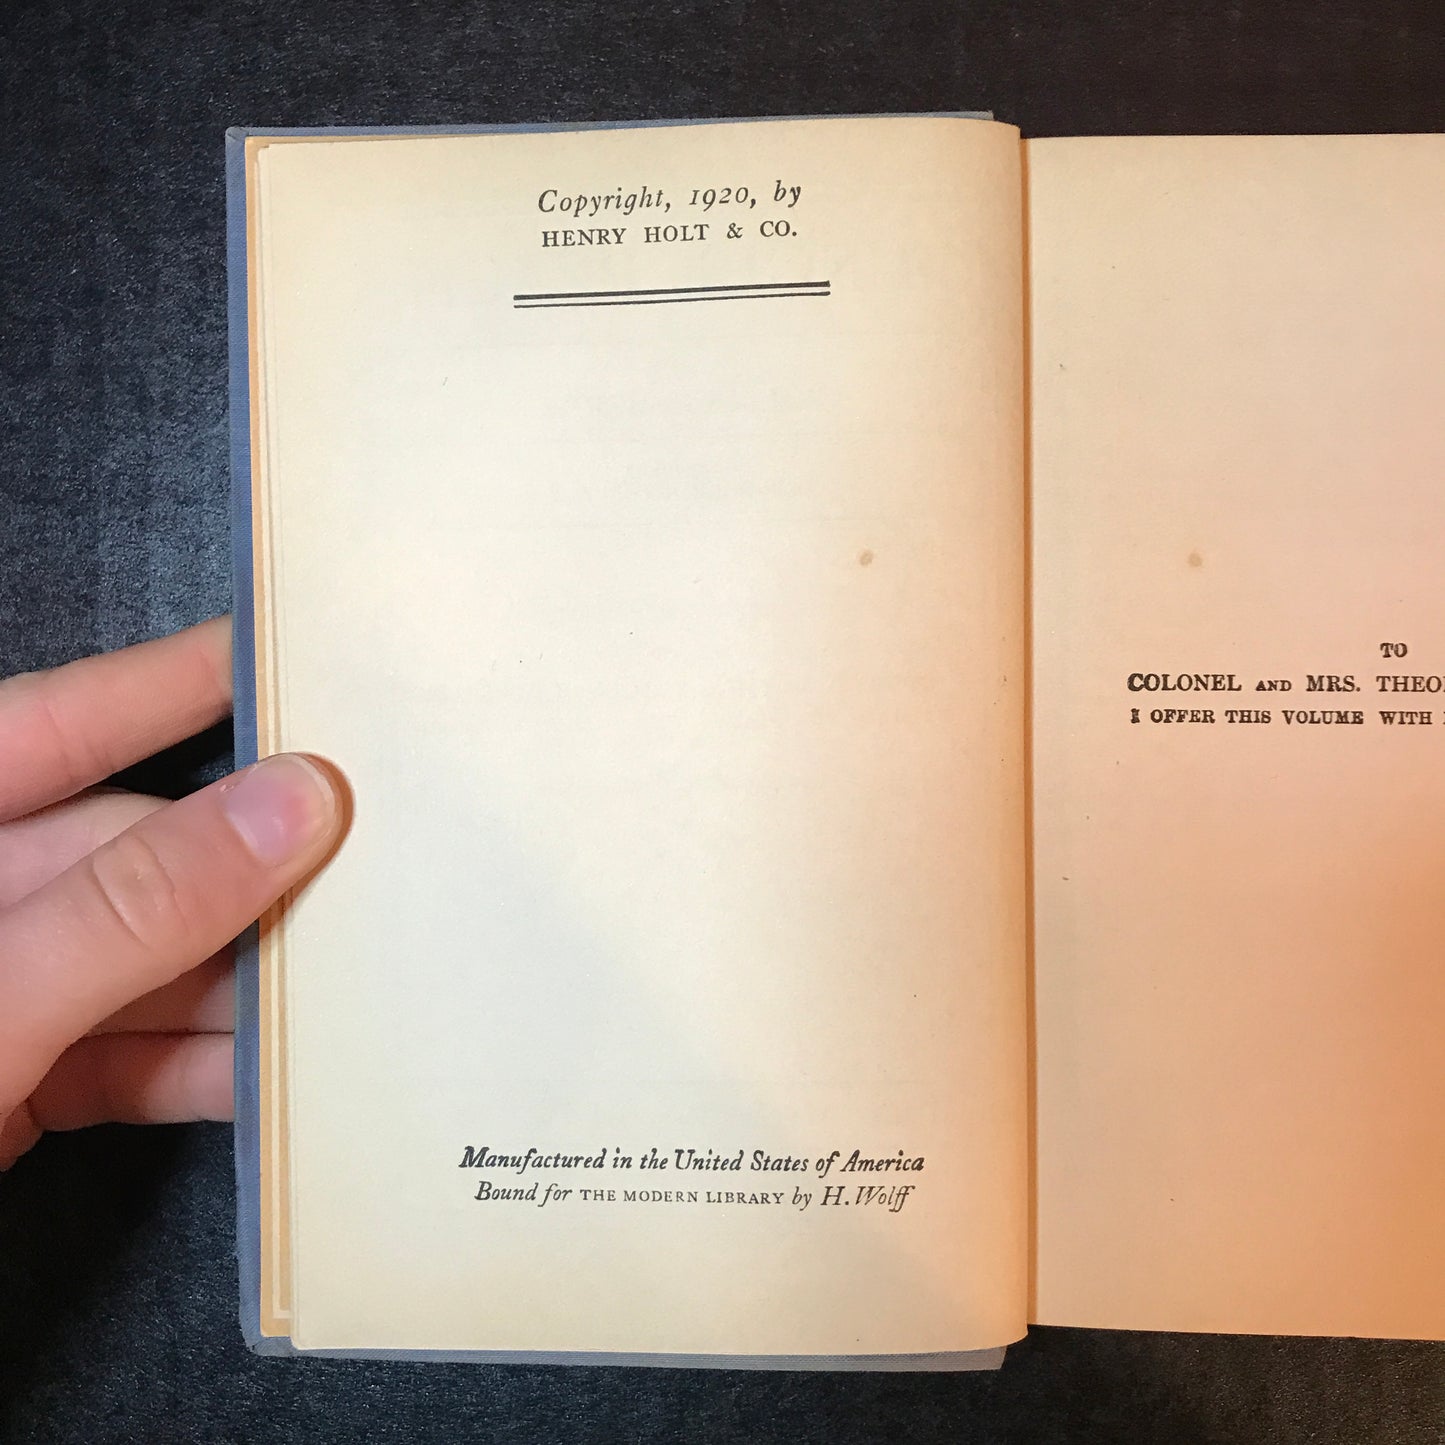 Copyright, 1920, by
HENRY HOLT & CO.
Manufactured in the United States of America
Bound for THE MODERN LIBRARY by H. Wolff
TO
COLONEL AND MRS.
I OFFER THIS VOLUME WITH